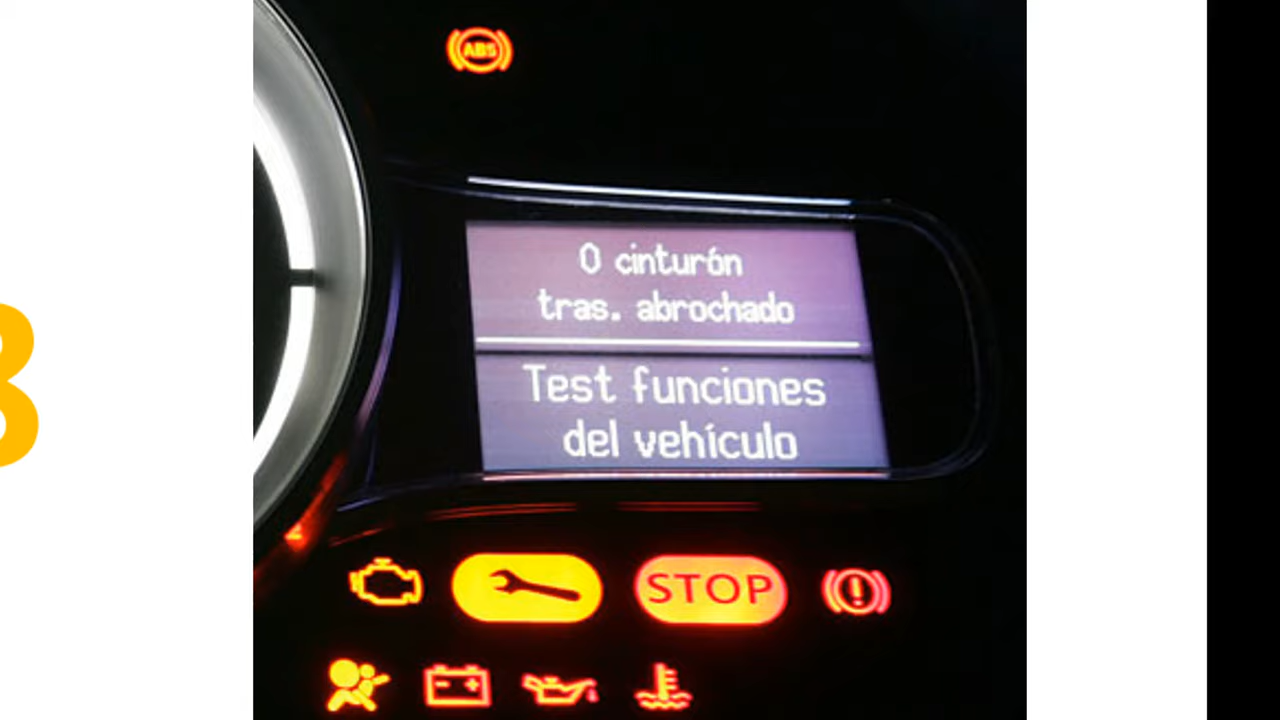 ABS
0 cinturón
tras. abrochado
Test funciones
del vehículo
STOP